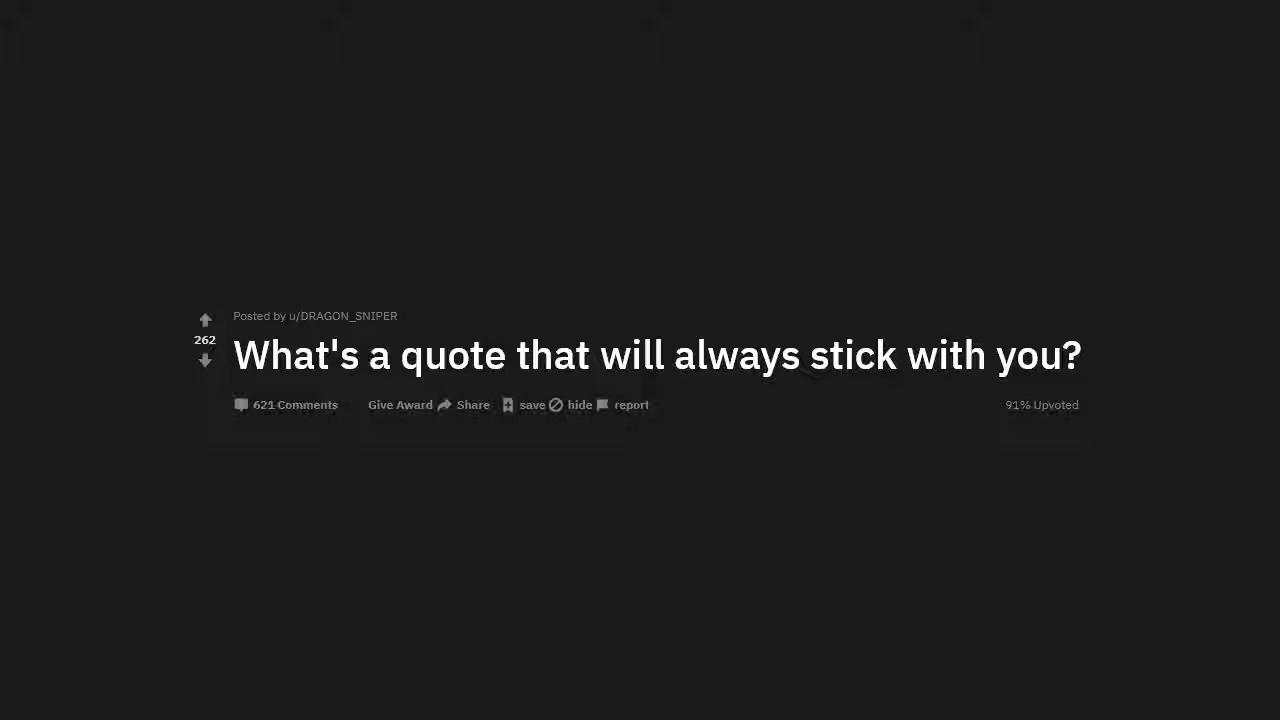 Posted by u/DRAGON_SNIPER
262
What's a quote that will always stick with you?
621 Comments Give Award Share save hide report 91% Upvoted